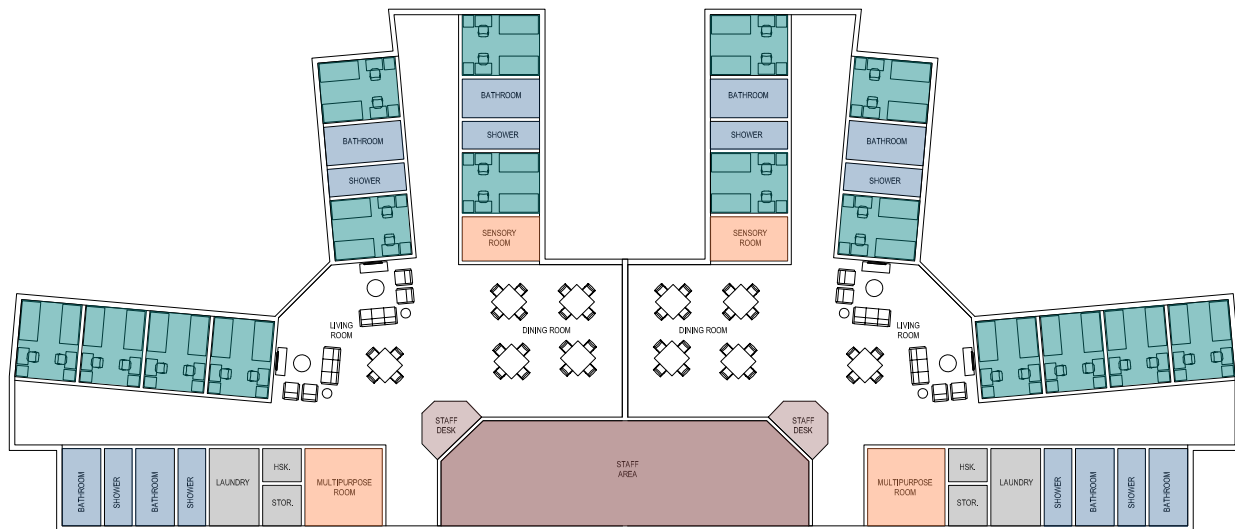 BATHROOM
SHOWER
SENSORY
ROOM
BATHROOM
SHOWER
SENSORY
ROOM
BATHROOM
SHOWER
BATHROOM
SHOWER
LIVING
ROOM
DINING ROOM
DINING ROOM
LIVING
ROOM
STAFF
DESK
STAFF
DESK
BATHROOM
SHOWER
BATHROOM
SHOWER
LAUNDRY
HSK.
STOR.
MULTIPURPOSE
ROOM
STAFF
AREA
MULTIPURPOSE
ROOM
HSK.
STOR.
LAUNDRY
SHOWER
BATHROOM
SHOWER
BATHROOM